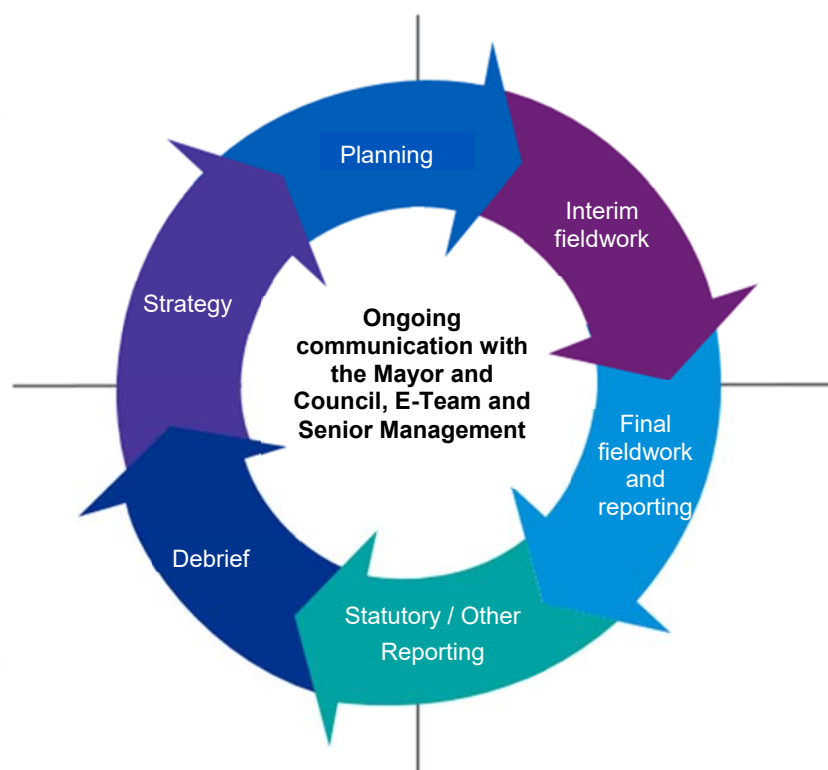 Planning
Interim
fieldwork
Strategy
Ongoing
communication with
the Mayor and
Council, E-Team and
Senior Management
Final
fieldwork
and
reporting
Debrief
Statutory / Other
Reporting